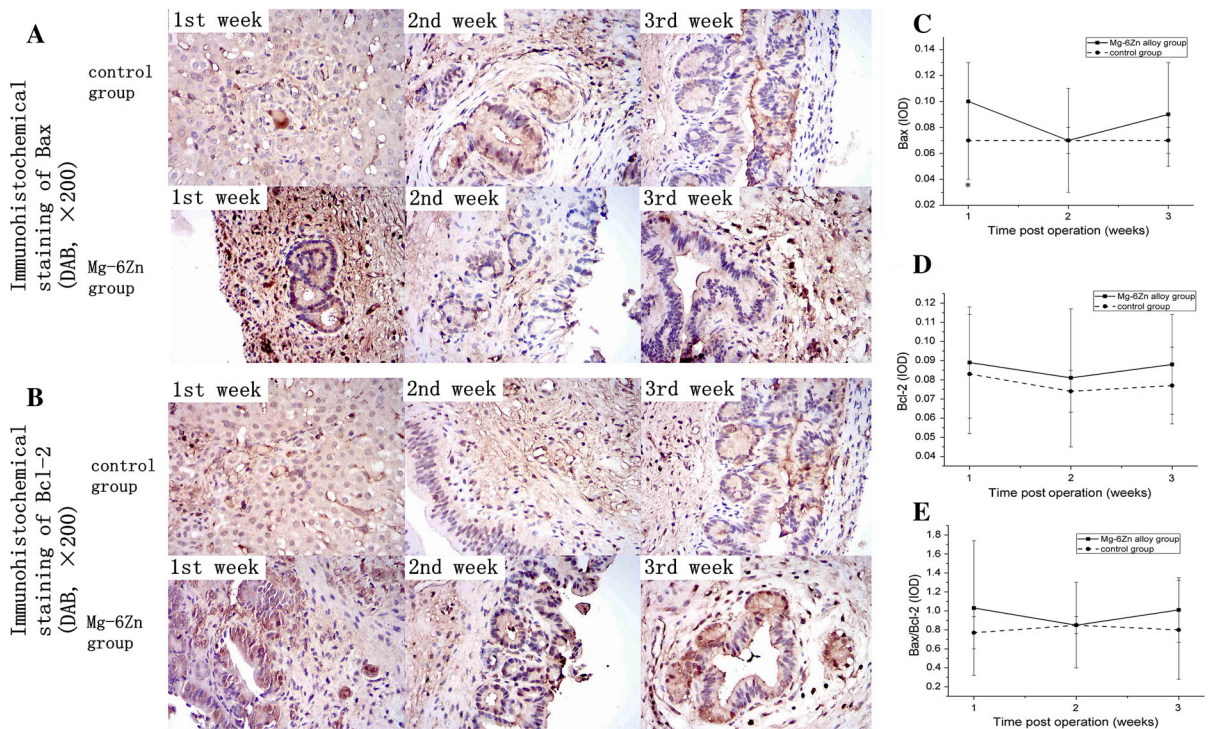 A
Immunohistochemical
staining of Bax
(DAB, ×200)
control
group
1st week
2nd week
3rd week
Mg-6Zn
group
1st week
2nd week
3rd week
B
Immunohistochemical
staining of Bcl-2
(DAB, ×200)
control
group
1st week
2nd week
3rd week
Mg-6Zn
group
1st week
2nd week
3rd week
C
Mg-6Zn alloy group
control group
Bax (IOD)
0.14
0.12
0.10
0.08
0.06
0.04
0.02
*
1 2 3
Time post operation (weeks)
D
Mg-6Zn alloy group
control group
Bcl-2 (IOD)
0.12
0.11
0.10
0.09
0.08
0.07
0.06
0.05
0.04
1 2 3
Time post operation (weeks)
E
Mg-6Zn alloy group
control group
Bax/Bcl-2 (IOD)
1.8
1.6
1.4
1.2
1.0
0.8
0.6
0.4
0.2
1 2 3
Time post operation (weeks)